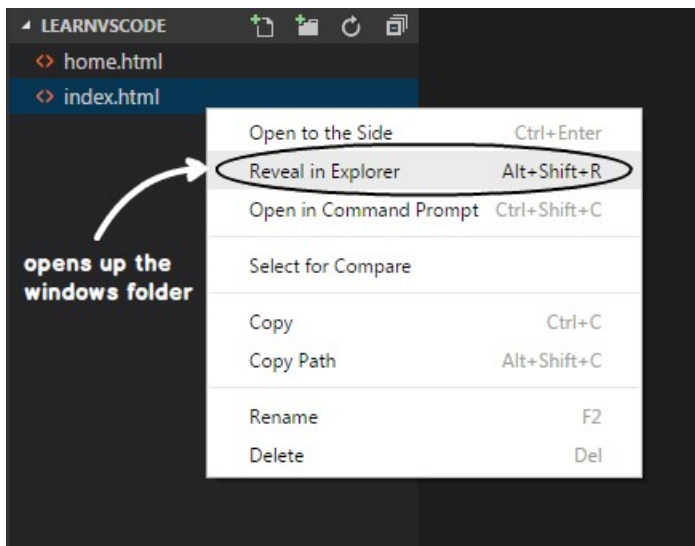 LEARNVSCODE
home.html
index.html
Open to the Side Ctrl+Enter
Reveal in Explorer Alt+Shift+R
Open in Command Prompt Ctrl+Shift+C
opens up the
windows folder
Select for Compare
Copy Ctrl+C
Copy Path Alt+Shift+C
Rename F2
Delete Del